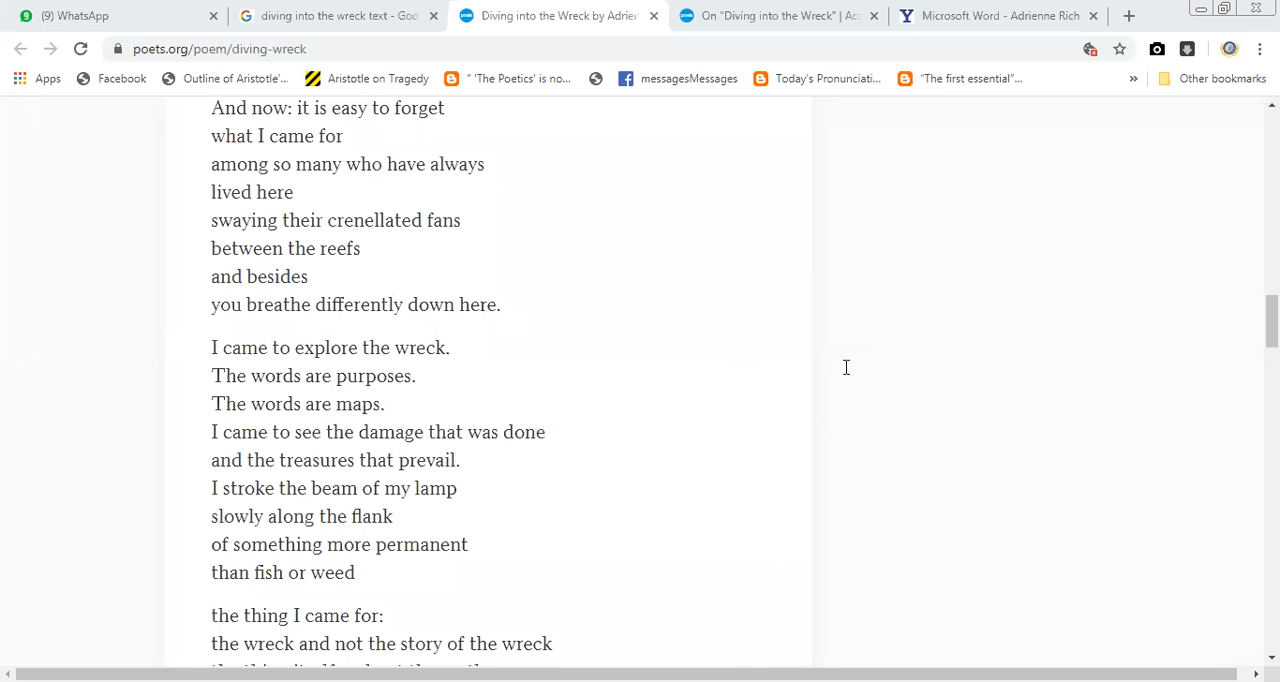 (9) WhatsApp
diving into the wreck text - Goo
Diving into the Wreck by Adrien
On "Diving into the Wreck" | Ac
Microsoft Word - Adrienne Rich
poets.org/poem/diving-wreck
Apps
Facebook
Outline of Aristotle'...
Aristotle on Tragedy
" 'The Poetics' is no...
messagesMessages
Today's Pronunciati...
"The first essential"...
»
Other bookmarks
And now: it is easy to forget
what I came for
among so many who have always
lived here
swaying their crenellated fans
between the reefs
and besides
you breathe differently down here.
I came to explore the wreck.
The words are purposes.
The words are maps.
I came to see the damage that was done
and the treasures that prevail.
I stroke the beam of my lamp
slowly along the flank
of something more permanent
than fish or weed
the thing I came for:
the wreck and not the story of the wreck